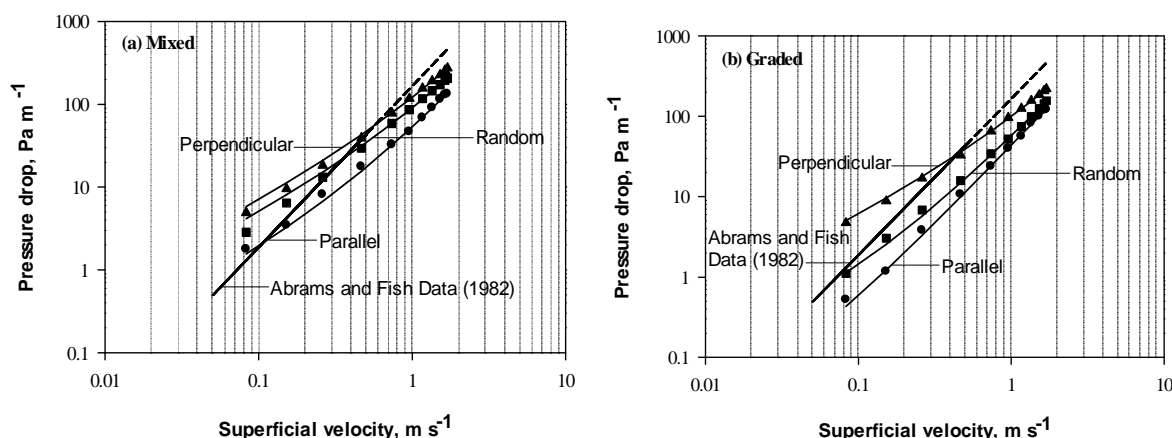 (a) Mixed
Pressure drop, Pa m -1
1000
100
10
1
0.1
0.01
0.1
1
10
Superficial velocity, m s-1
Perpendicular
Random
Parallel
Abrams and Fish Data (1982)
(b) Graded
Pressure drop, Pa m -1
1000
100
10
1
0.1
0.01
0.1
1
10
Superficial velocity, m s-1
Perpendicular
Random
Abrams and Fish
Data (1982)
Parallel